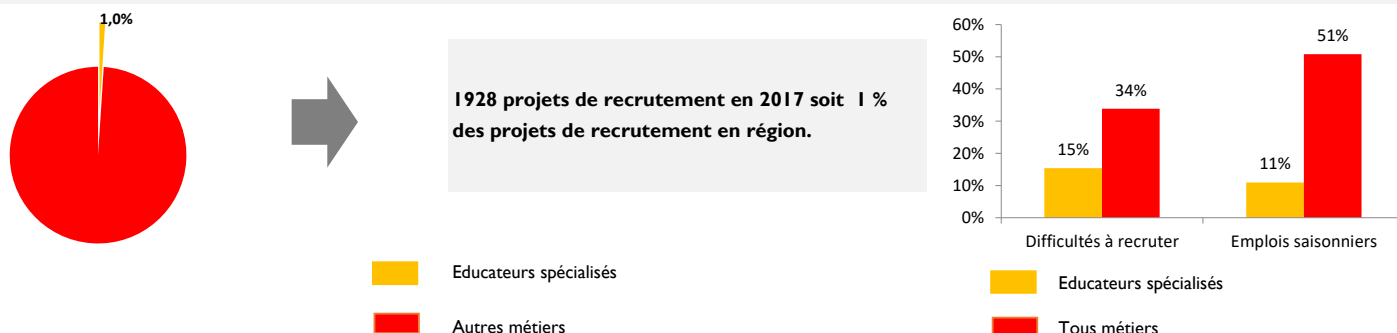 1,0%
1928 projets de recrutement en 2017 soit 1 %
des projets de recrutement en région.
Educateurs spécialisés
Autres métiers
60%
50%
40%
30%
20%
10%
0%
15%
34%
11%
51%
Difficultés à recruter
Emplois saisonniers
Educateurs spécialisés
Tous métiers